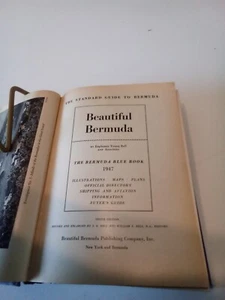 THE STANDARD GUIDE TO BERMUDA
Beautiful
Bermuda
THE BERMUDA BLUE BOOK
1947
ILLUSTRATIONS MAPS PLANS
OFFICIAL DIRECTORY
SHIPPING AND AVIATION
INFORMATION
BUYER'S GUIDE
EDITION
Beautiful Bermuda Publishing Company, Inc.
New York and Bermuda